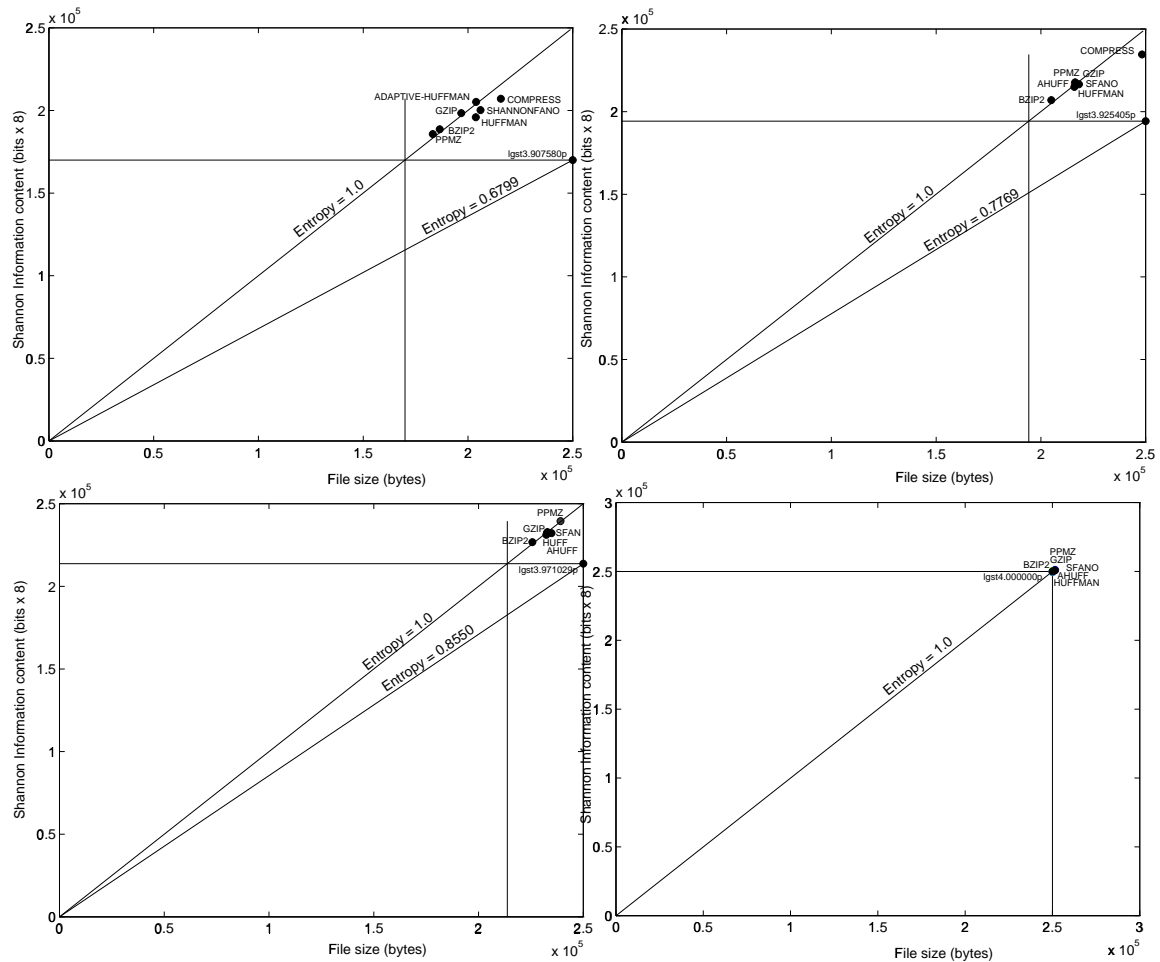 x 10^5
2.5
2
1.5
1
0.5
0
Shannon Information content (bits x 8)
ADAPTIVE-HUFFMAN
COMPRESS
GZIP
SHANNONFANO
HUFFMAN
BZIP2
PPMZ
lgst3.907580p
Entropy = 1.0
Entropy = 0.6799
0 0.5 1 1.5 2 2.5
x 10^5
File size (bytes)
x 10^5
2.5
2
1.5
1
0.5
0
Shannon Information content (bits x 8)
COMPRESS
PPMZ GZIP
AHUFF SFANO
HUFFMAN
BZIP2
lgst3.925405p
Entropy = 1.0
Entropy = 0.7769
0 0.5 1 1.5 2 2.5
x 10^5
File size (bytes)
x 10^5
2.5
2
1.5
1
0.5
0
Shannon Information content (bits x 8)
PPMZ
GZIP SFAN
BZIP2 HUFF
AHUFF
lgst3.971029p
Entropy = 1.0
Entropy = 0.8550
0 0.5 1 1.5 2 2.5
x 10^5
File size (bytes)
x 10^5
3
2.5
2
1.5
1
0.5
0
Shannon Information content (bits x 8)
PPMZ
GZIP
BZIP2 SFANO
lgst4.000000p AHUFF
HUFFMAN
Entropy = 1.0
0 0.5 1 1.5 2 2.5 3
x 10^5
File size (bytes)